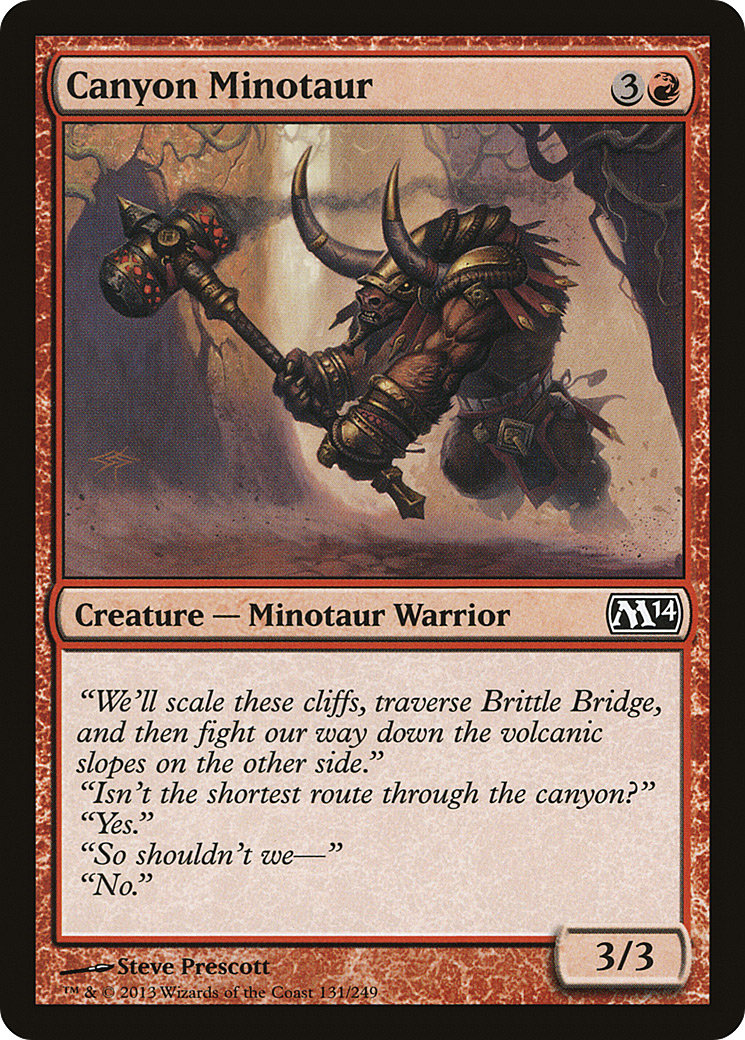 Canyon Minotaur 3
Creature — Minotaur Warrior M14
“We’ll scale these cliffs, traverse Brittle Bridge,
and then fight our way down the volcanic
slopes on the other side.”
“Isn’t the shortest route through the canyon?”
“Yes.”
“So shouldn’t we—”
“No.”
3/3
Steve Prescott
™ & © 2013 Wizards of the Coast 131/249